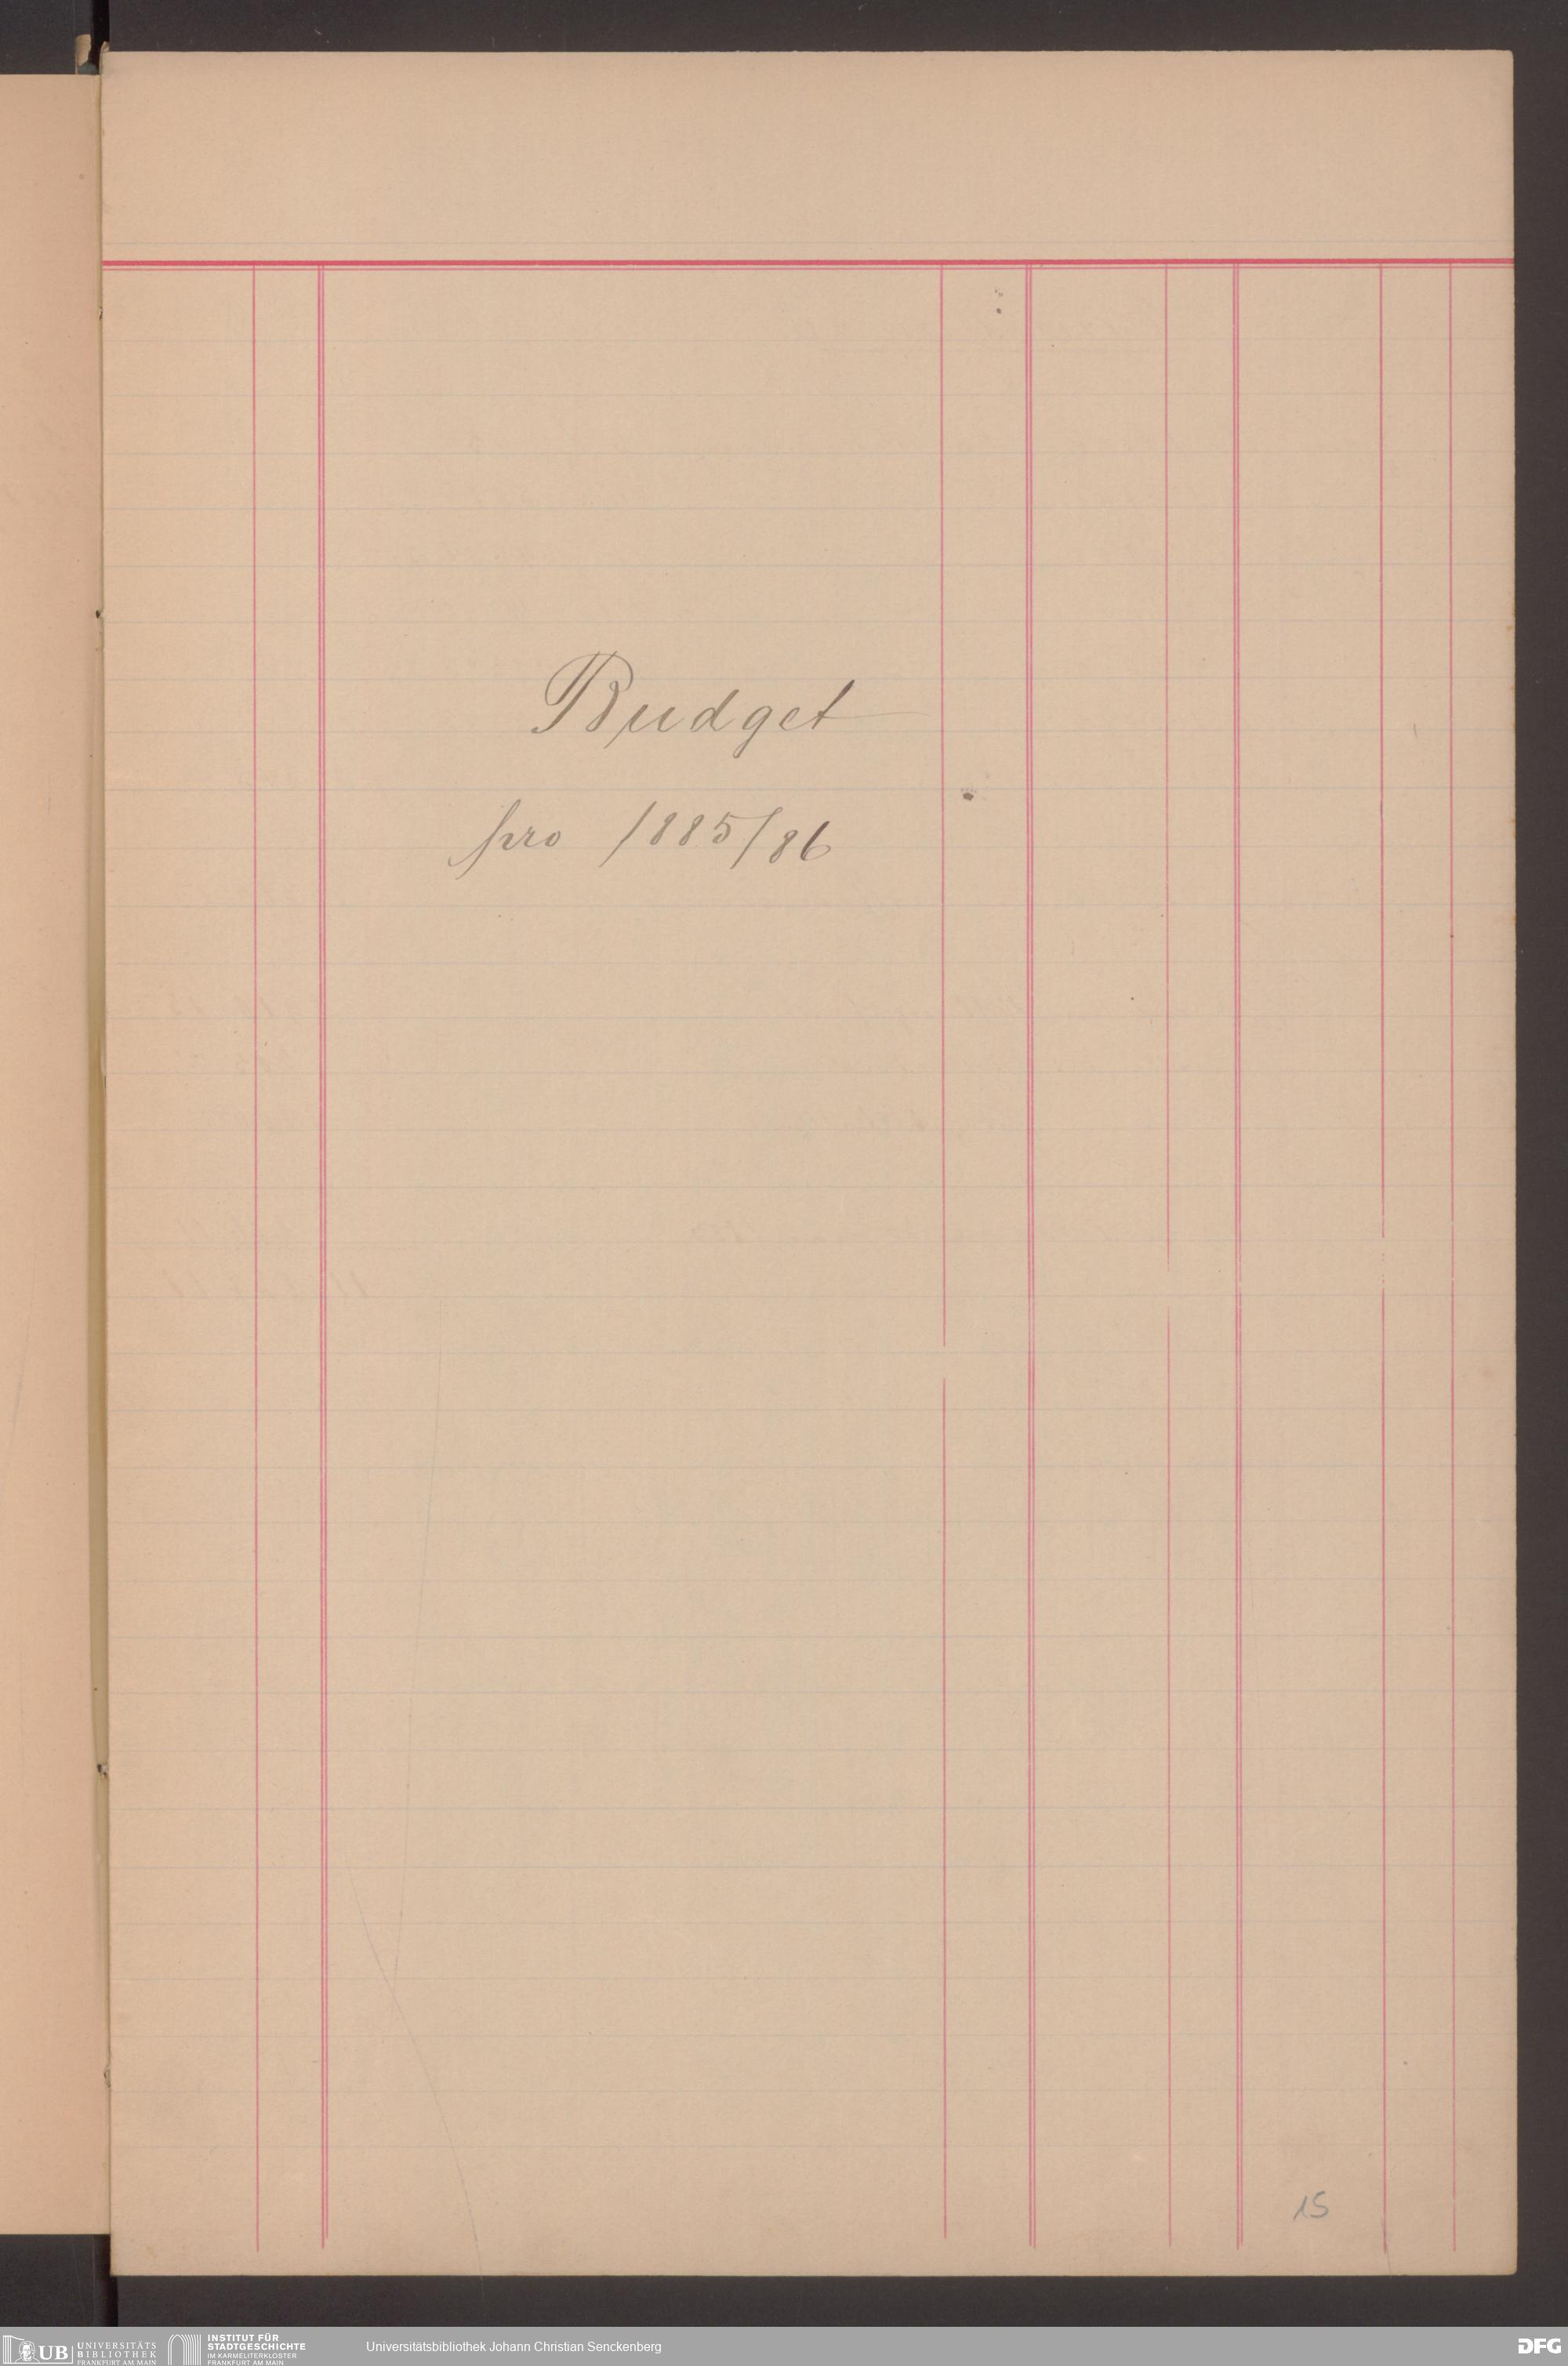 Budget
pro 1885/86
15
UB
UNIVERSITÄTS
BIBLIOTHEK
FRANKFURT AM MAIN
INSTITUT FÜR
STADTGESCHICHTE
IM KARMELITERKLOSTER
FRANKFURT AM MAIN
Universitätsbibliothek Johann Christian Senckenberg
DFG